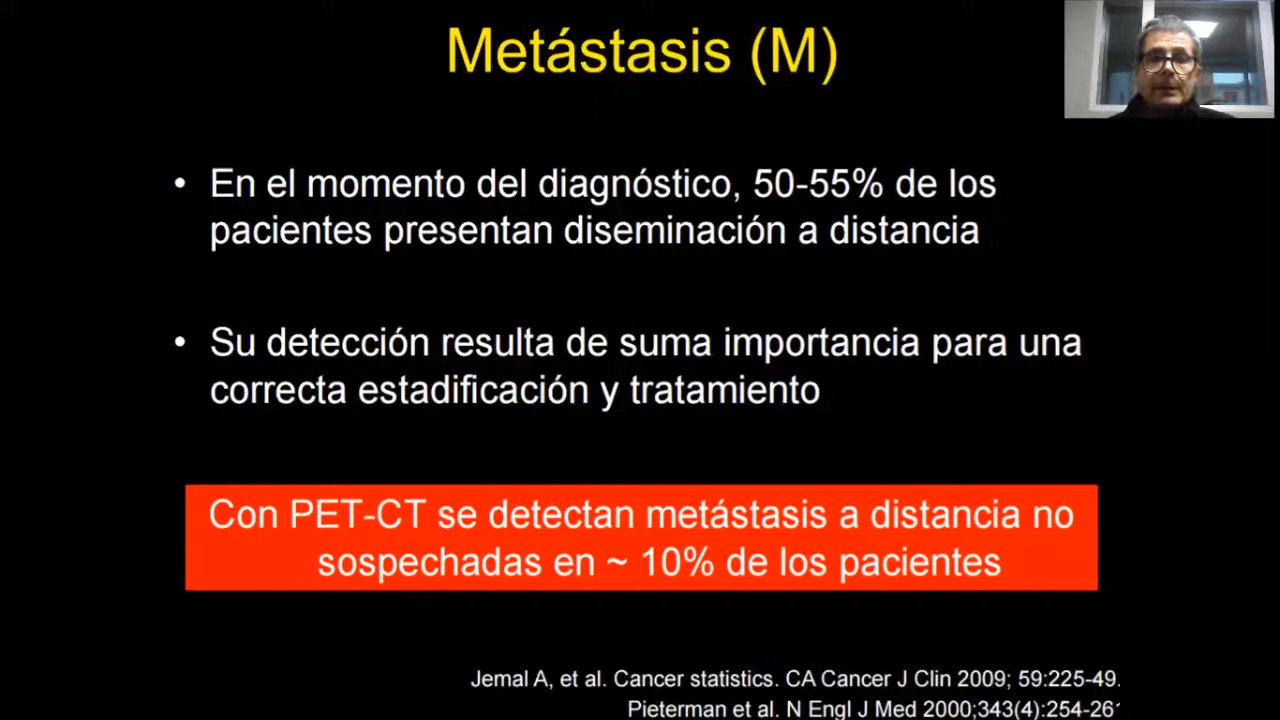 Metástasis (M)
• En el momento del diagnóstico, 50-55% de los
pacientes presentan diseminación a distancia
• Su detección resulta de suma importancia para una
correcta estadificación y tratamiento
Con PET-CT se detectan metástasis a distancia no
sospechadas en ~ 10% de los pacientes
Jemal A, et al. Cancer statistics. CA Cancer J Clin 2009; 59:225-49.
Pieterman et al. N Engl J Med 2000;343(4):254-261